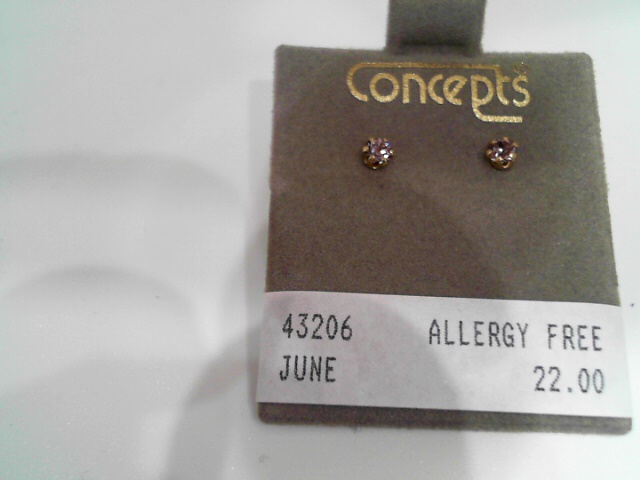 Concepts
43206 ALLERGY FREE
JUNE 22.00